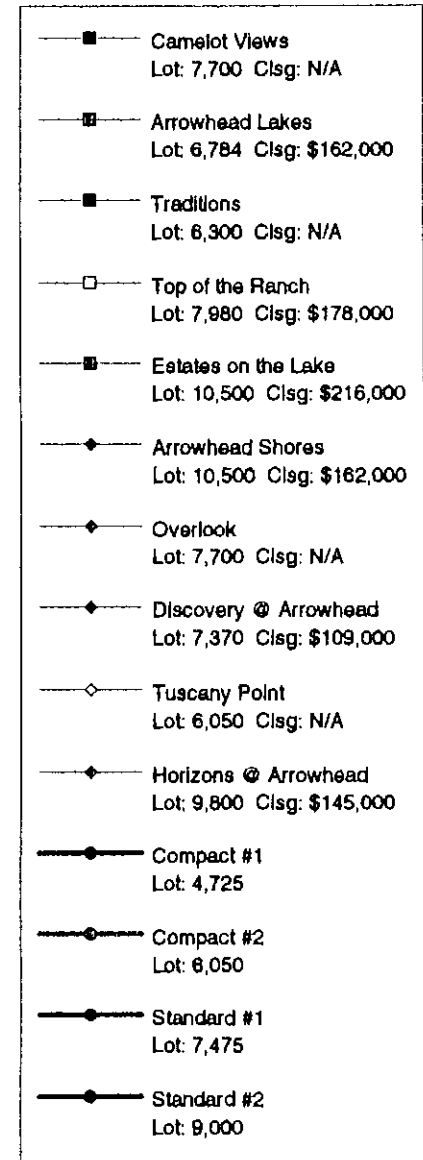 Camelot Views
Lot: 7,700 Clsg: N/A
Arrowhead Lakes
Lot: 6,784 Clsg: $162,000
Traditions
Lot: 6,300 Clsg: N/A
Top of the Ranch
Lot: 7,980 Clsg: $178,000
Estates on the Lake
Lot: 10,500 Clsg: $216,000
Arrowhead Shores
Lot: 10,500 Clsg: $162,000
Overlook
Lot: 7,700 Clsg: N/A
Discovery @ Arrowhead
Lot: 7,370 Clsg: $109,000
Tuscany Point
Lot: 6,050 Clsg: N/A
Horizons @ Arrowhead
Lot: 9,800 Clsg: $145,000
Compact #1
Lot: 4,725
Compact #2
Lot: 6,050
Standard #1
Lot: 7,475
Standard #2
Lot: 9,000